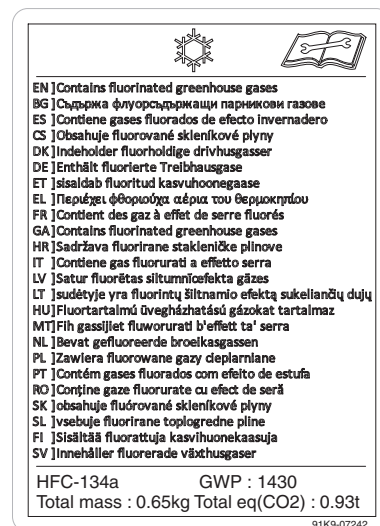 EN ]Contains fluorinated greenhouse gases
BG ]Съдържа флуорсъдържащи парникови газове
ES ]Contiene gases fluorados de efecto invernadero
CS ]Obsahuje fluorované skleníkové plyny
DK]Indeholder fluorholdige drivhusgasser
DE ]Enthält fluorierte Treibhausgase
ET ]sisaldab fluoritud kasvuhoonegaase
EL ]Περιέχει φθοριούχα αέρια του θερμοκηπίου
FR ]Contient des gaz à effet de serre fluorés
GA]Contains fluorinated greenhouse gases
HR]Sadržava fluorirane stakleničke plinove
IT ]Contiene gas fluorurati a effetto serra
LV ]Satur fluorētas siltumnīcefekta gāzes
LT ]sudėtyje yra fluorintų šiltnamio efektą sukeliančių dujų
HU]Fluortartalmú üvegházhatású gázokat tartalmaz
MT]Fih gassijiet fluworurati b'effett ta' serra
NL ]Bevat gefluoreerde broeikasgassen
PL ]Zawiera fluorowane gazy cieplarniane
PT ]Contém gases fluorados com efeito de estufa
RO ]Conține gaze fluorurate cu efect de seră
SK ]obsahuje fluórované skleníkové plyny
SL ]vsebuje fluorirane toplogredne pline
FI ]Sisältää fluorattuja kasvihuonekaasuja
SV ]Innehåller fluorerade växthusgaser
HFC-134a GWP : 1430
Total mass : 0.65kg Total eq(CO2) : 0.93t
91K9-07242